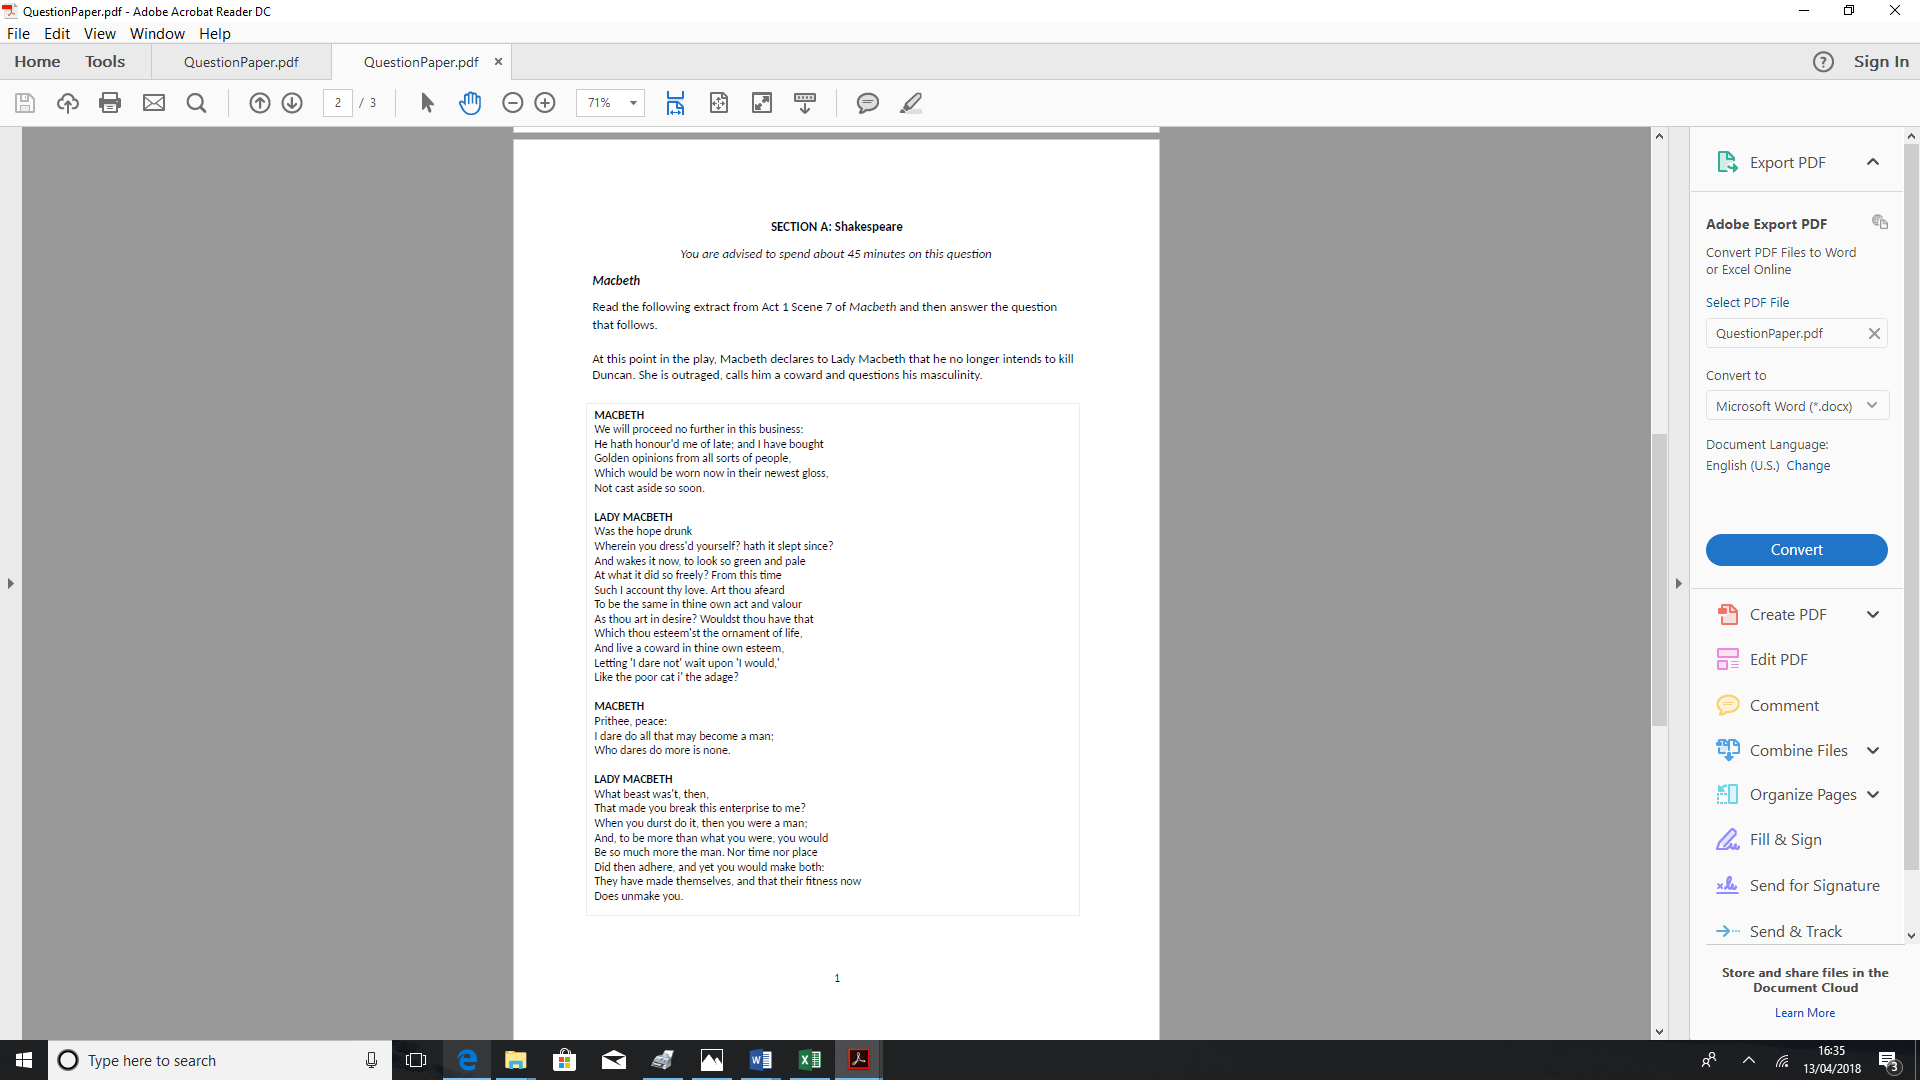 QuestionPaper.pdf - Adobe Acrobat Reader DC
File Edit View Window Help
Home Tools QuestionPaper.pdf QuestionPaper.pdf × ? Sign In
2 / 3 71%
SECTION A: Shakespeare
You are advised to spend about 45 minutes on this question
Macbeth
Read the following extract from Act 1 Scene 7 of Macbeth and then answer the question
that follows.
At this point in the play, Macbeth declares to Lady Macbeth that he no longer intends to kill
Duncan. She is outraged, calls him a coward and questions his masculinity.
MACBETH
We will proceed no further in this business:
He hath honour'd me of late; and I have bought
Golden opinions from all sorts of people,
Which would be worn now in their newest gloss,
Not cast aside so soon.
LADY MACBETH
Was the hope drunk
Wherein you dress'd yourself? hath it slept since?
And wakes it now, to look so green and pale
At what it did so freely? From this time
Such I account thy love. Art thou afeard
To be the same in thine own act and valour
As thou art in desire? Wouldst thou have that
Which thou esteem'st the ornament of life,
And live a coward in thine own esteem,
Letting 'I dare not' wait upon 'I would,'
Like the poor cat i' the adage?
MACBETH
Prithee, peace:
I dare do all that may become a man;
Who dares do more is none.
LADY MACBETH
What beast was't, then,
That made you break this enterprise to me?
When you durst do it, then you were a man;
And, to be more than what you were, you would
Be so much more the man. Nor time nor place
Did then adhere, and yet you would make both:
They have made themselves, and that their fitness now
Does unmake you.
1
Export PDF
Adobe Export PDF
Convert PDF Files to Word
or Excel Online
Select PDF File
QuestionPaper.pdf
Convert to
Microsoft Word (*.docx)
Document Language:
English (U.S.) Change
Convert
Create PDF
Edit PDF
Comment
Combine Files
Organize Pages
Fill & Sign
Send for Signature
Send & Track
Store and share files in the
Document Cloud
Learn More
Type here to search
16:35
13/04/2018
3